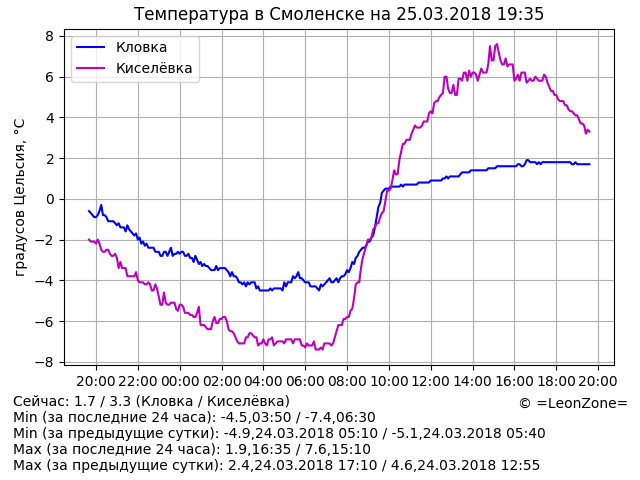 Температура в Смоленске на 25.03.2018 19:35
Кловка
Киселёвка
градусов Цельсия, °C
8
6
4
2
0
−2
−4
−6
−8
20:00 22:00 00:00 02:00 04:00 06:00 08:00 10:00 12:00 14:00 16:00 18:00 20:00
Сейчас: 1.7 / 3.3 (Кловка / Киселёвка)
© =LeonZone=
Min (за последние 24 часа): -4.5,03:50 / -7.4,06:30
Min (за предыдущие сутки): -4.9,24.03.2018 05:10 / -5.1,24.03.2018 05:40
Max (за последние 24 часа): 1.9,16:35 / 7.6,15:10
Max (за предыдущие сутки): 2.4,24.03.2018 17:10 / 4.6,24.03.2018 12:55